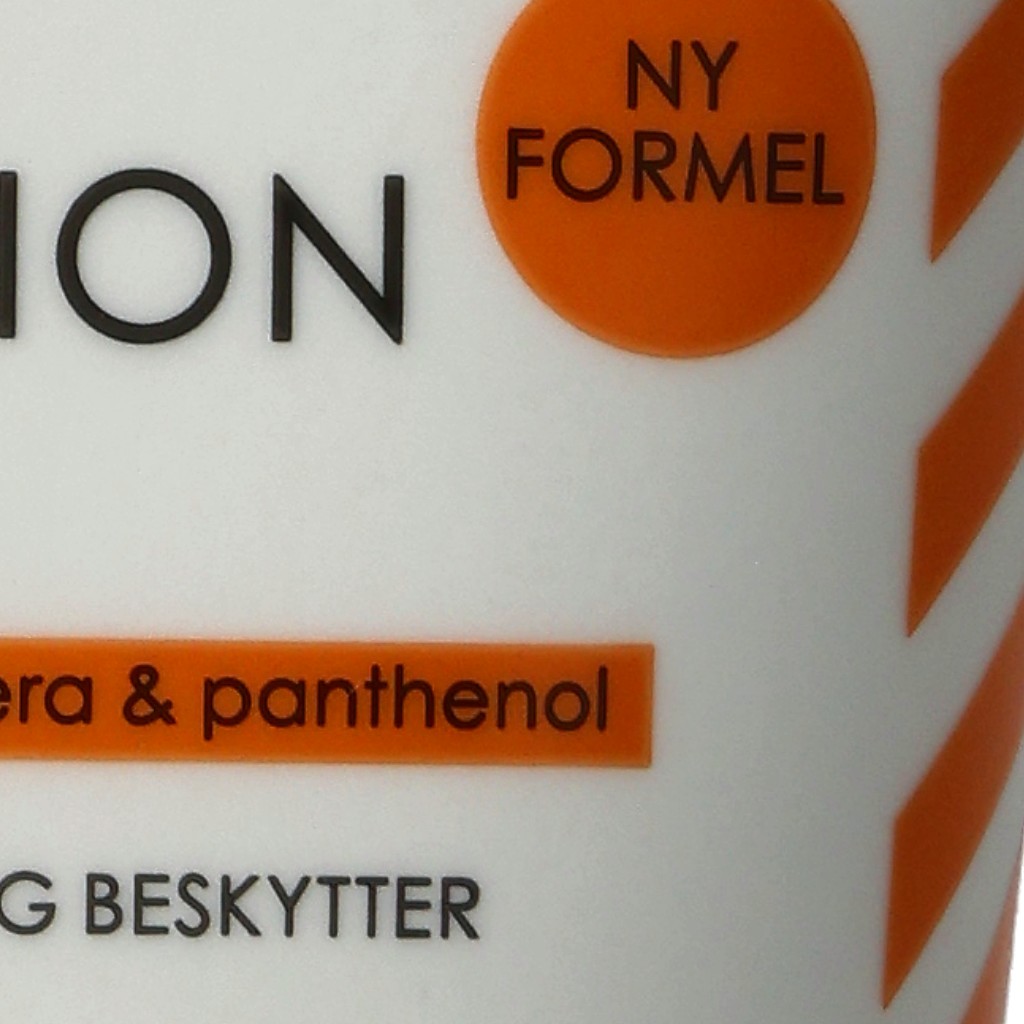 NY
FORMEL
ION
era & panthenol
G BESKYTTER